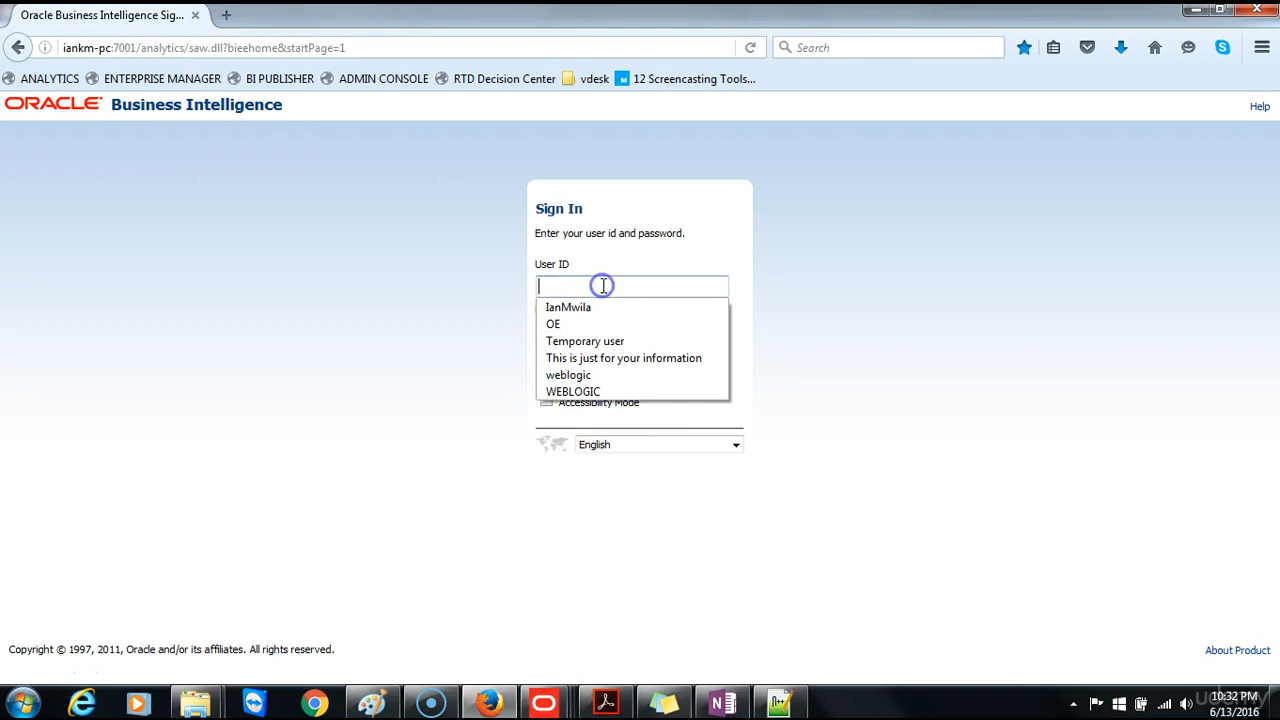 Oracle Business Intelligence Sig...
iankm-pc:7001/analytics/saw.dll?bieehome&startPage=1
Search
ANALYTICS ENTERPRISE MANAGER BI PUBLISHER ADMIN CONSOLE RTD Decision Center vdesk 12 Screencasting Tools...
ORACLE Business Intelligence
Help
Sign In
Enter your user id and password.
User ID
IanMwila
OE
Temporary user
This is just for your information
weblogic
WEBLOGIC
Accessibility Mode
English
Copyright © 1997, 2011, Oracle and/or its affiliates. All rights reserved.
About Product
10:32 PM
6/13/2016
udemy